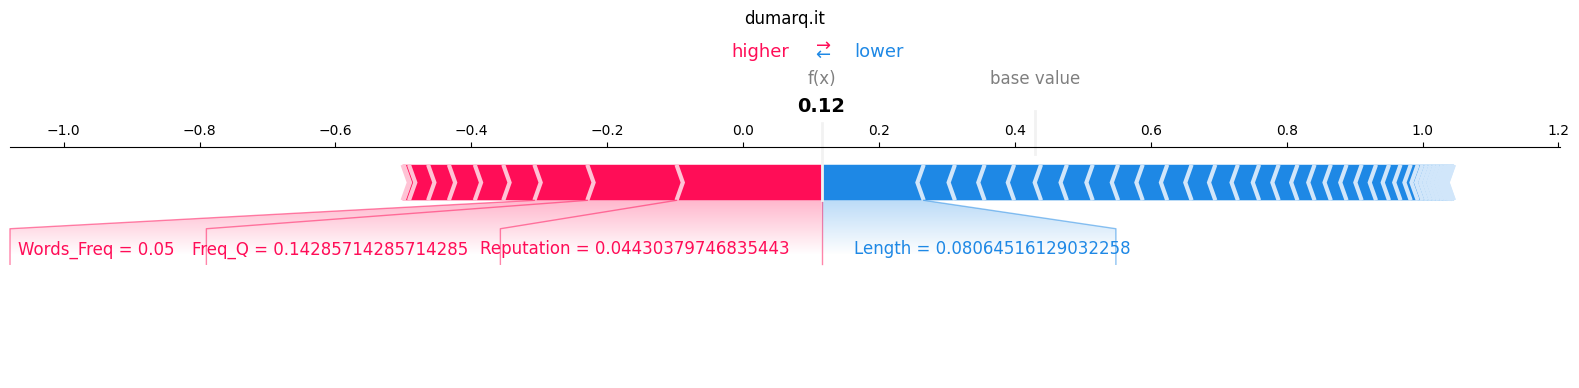 dumarq.it
higher ⇄ lower
f(x) base value
0.12
−1.0 −0.8 −0.6 −0.4 −0.2 0.0 0.2 0.4 0.6 0.8 1.0 1.2
Words_Freq = 0.05 Freq_Q = 0.14285714285714285 Reputation = 0.04430379746835443 Length = 0.08064516129032258